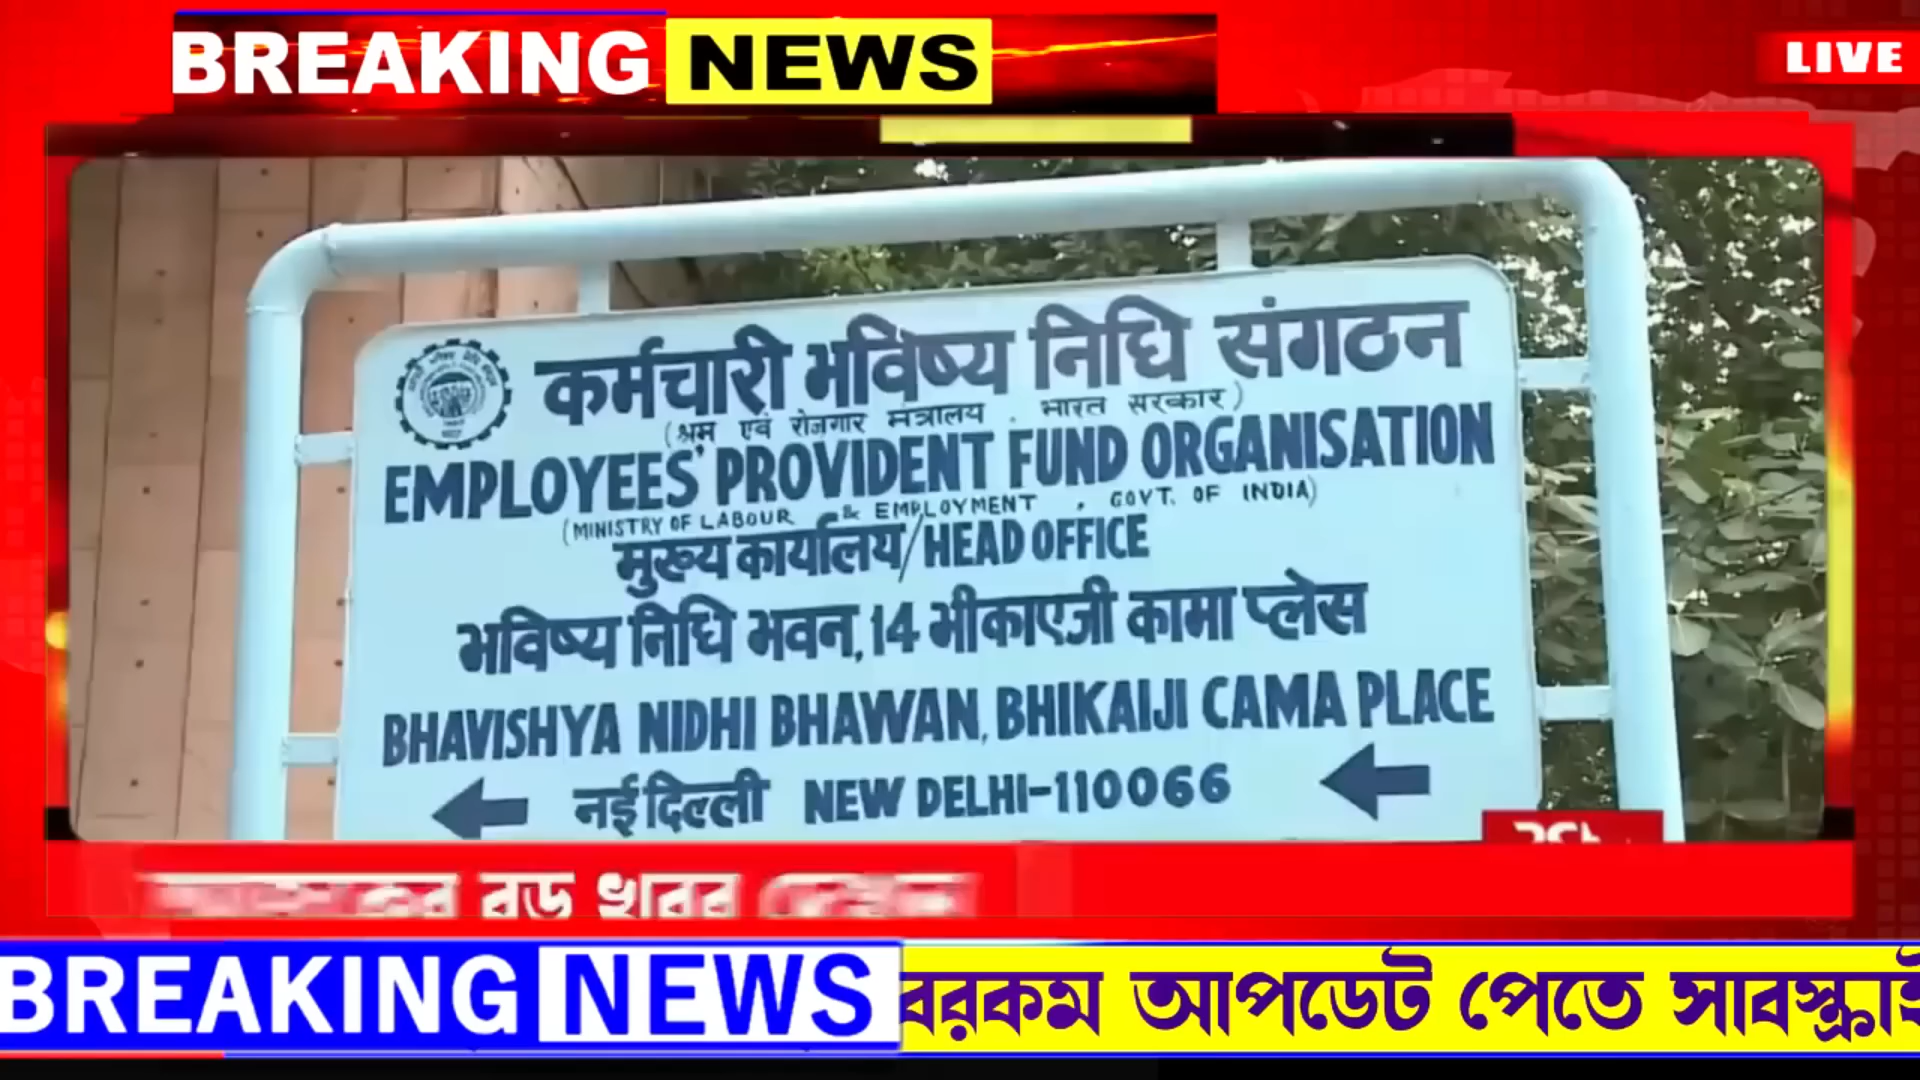 BREAKING NEWS
LIVE
कर्मचारी भविष्य निधि संगठन
(श्रम एवं रोजगार मंत्रालय , भारत सरकार)
EMPLOYEES' PROVIDENT FUND ORGANISATION
(MINISTRY OF LABOUR & EMPLOYMENT , GOVT. OF INDIA)
मुख्य कार्यालय/HEAD OFFICE
भविष्य निधि भवन, 14 भीकाएजी कामा प्लेस
BHAVISHYA NIDHI BHAWAN, BHIKAIJI CAMA PLACE
नई दिल्ली NEW DELHI-110066
বড় খবর
BREAKING NEWS বরকম আপডেট পেতে সাবস্ক্রাই